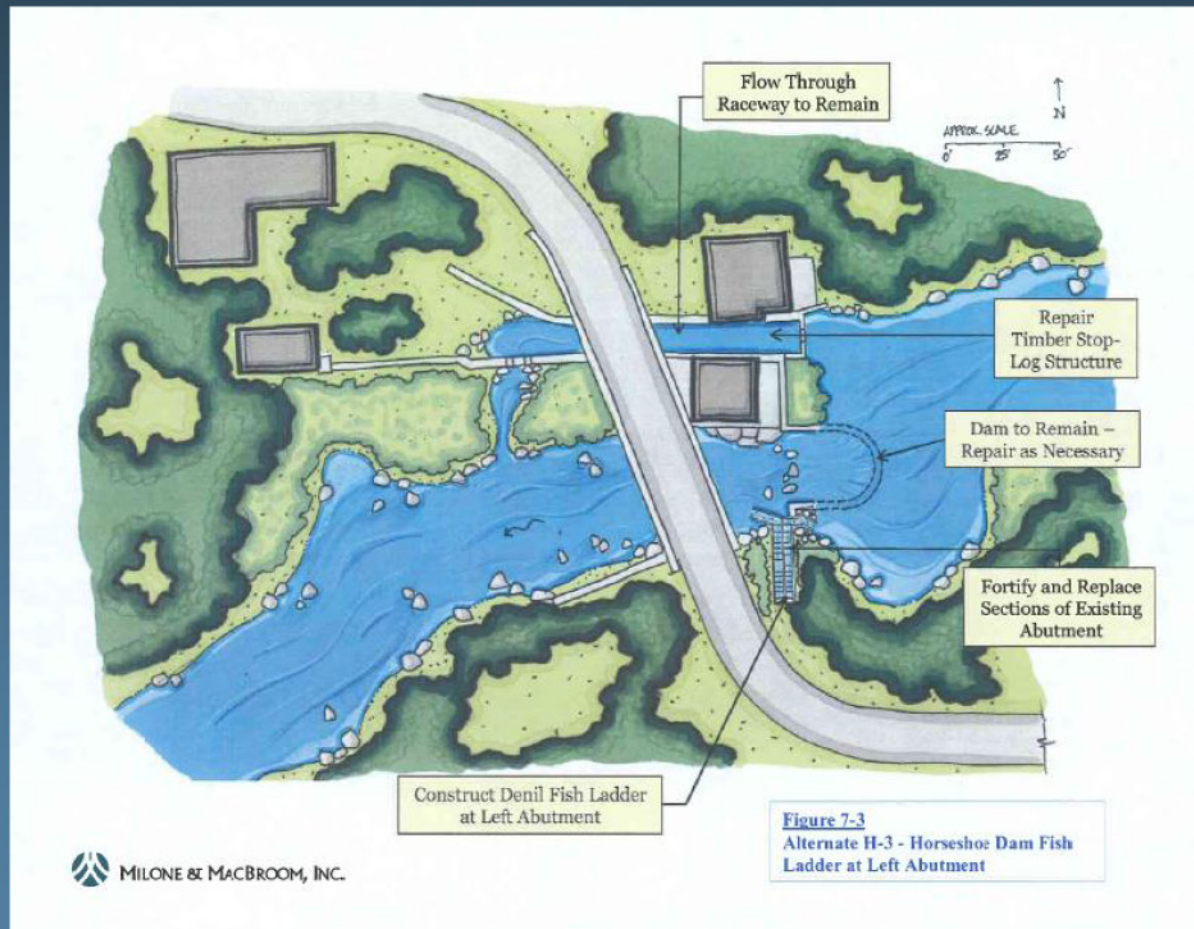 Flow Through
Raceway to Remain
N
APPROX. SCALE
0' 25' 50'
Repair
Timber Stop-
Log Structure
Dam to Remain –
Repair as Necessary
Fortify and Replace
Sections of Existing
Abutment
Construct Denil Fish Ladder
at Left Abutment
Figure 7-3
Alternate H-3 - Horseshoe Dam Fish
Ladder at Left Abutment
MILONE & MACBROOM, INC.